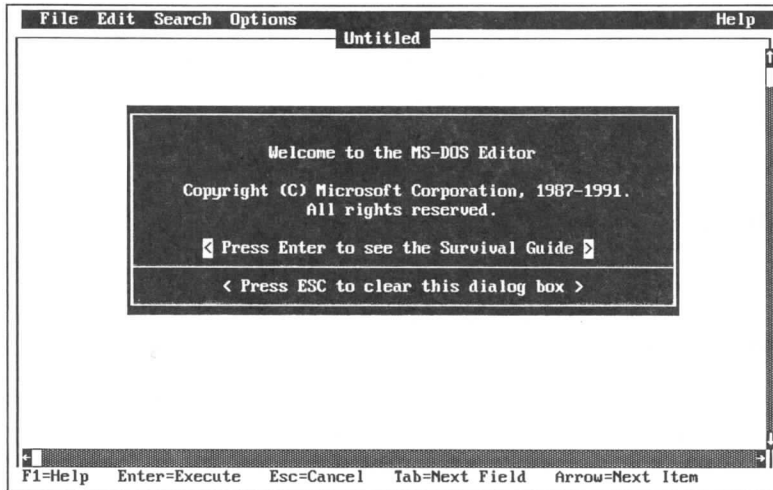 File Edit Search Options Help
Untitled
Welcome to the MS-DOS Editor
Copyright (C) Microsoft Corporation, 1987-1991.
All rights reserved.
< Press Enter to see the Survival Guide >
< Press ESC to clear this dialog box >
F1=Help Enter=Execute Esc=Cancel Tab=Next Field Arrow=Next Item